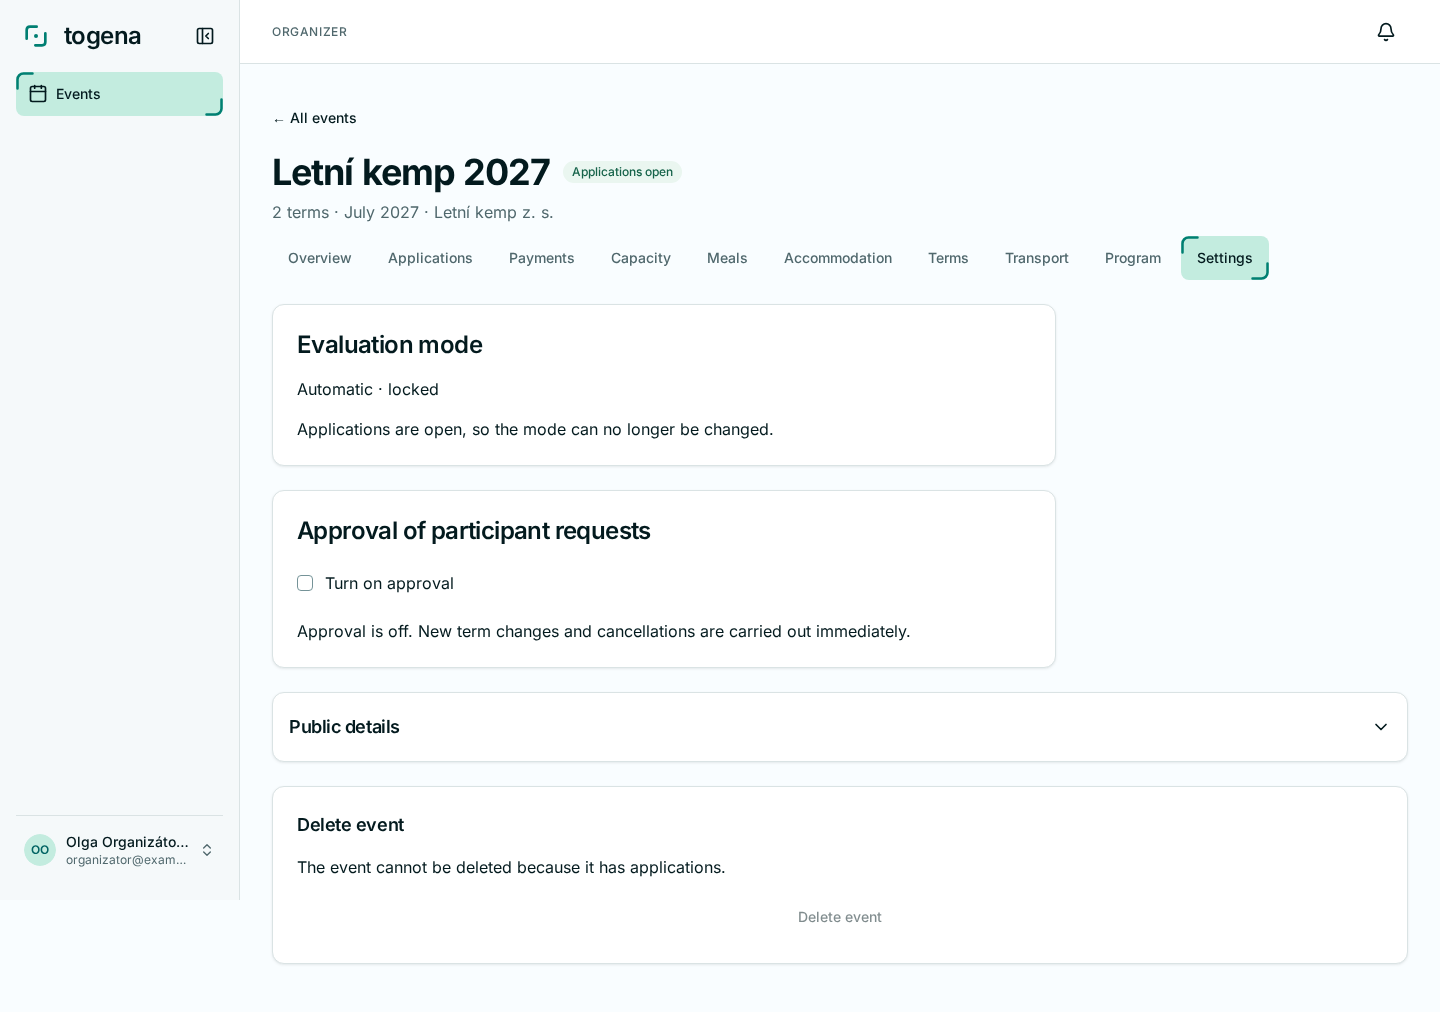 togena
ORGANIZER
Events
← All events
Letní kemp 2027 Applications open
2 terms · July 2027 · Letní kemp z. s.
Overview Applications Payments Capacity Meals Accommodation Terms Transport Program Settings
Evaluation mode
Automatic · locked
Applications are open, so the mode can no longer be changed.
Approval of participant requests
Turn on approval
Approval is off. New term changes and cancellations are carried out immediately.
Public details
Delete event
The event cannot be deleted because it has applications.
Delete event
OO
Olga Organizáto...
organizator@exam...